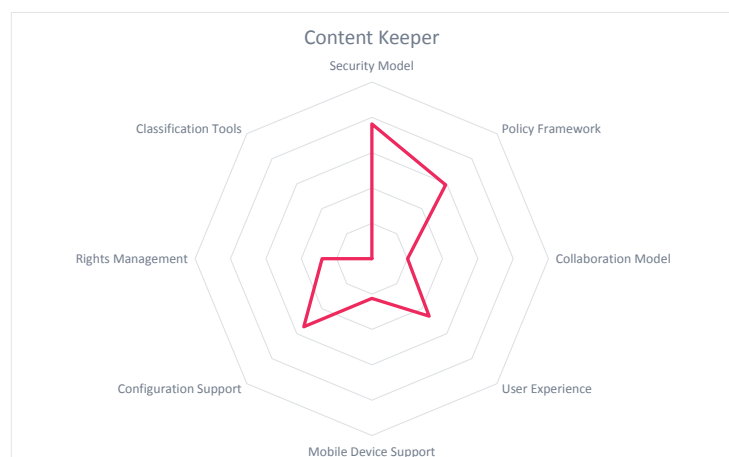 Content Keeper
Security Model
Classification Tools
Policy Framework
Rights Management
Collaboration Model
Configuration Support
User Experience
Mobile Device Support